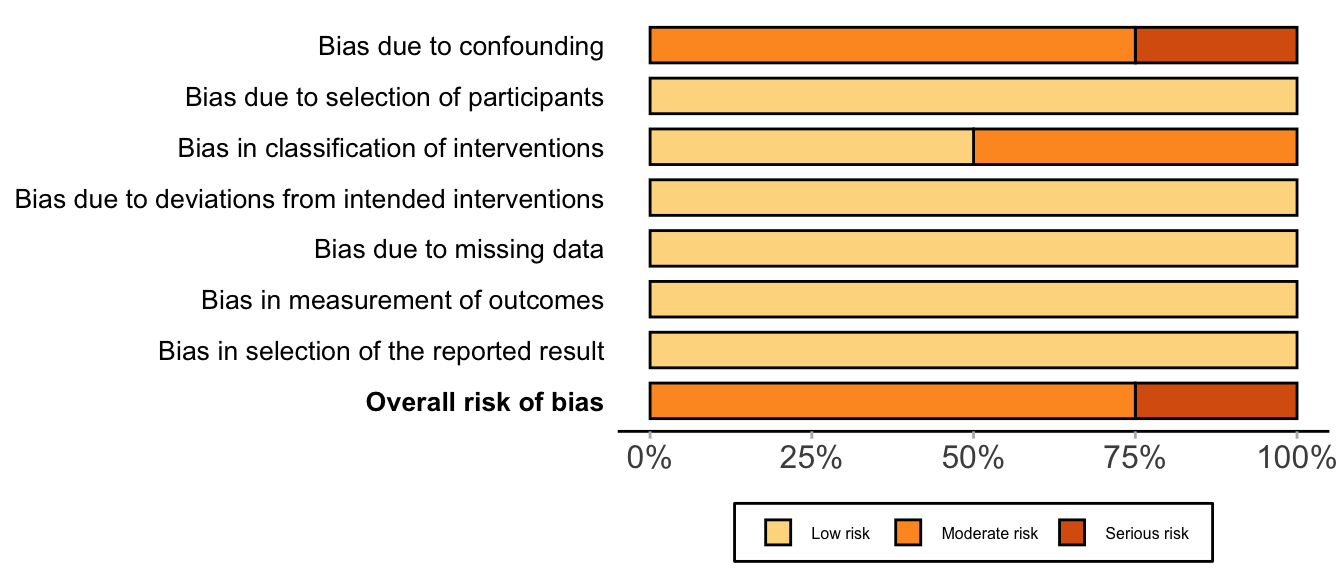 Bias due to confounding
Bias due to selection of participants
Bias in classification of interventions
Bias due to deviations from intended interventions
Bias due to missing data
Bias in measurement of outcomes
Bias in selection of the reported result
Overall risk of bias
0% 25% 50% 75% 100%
Low risk Moderate risk Serious risk